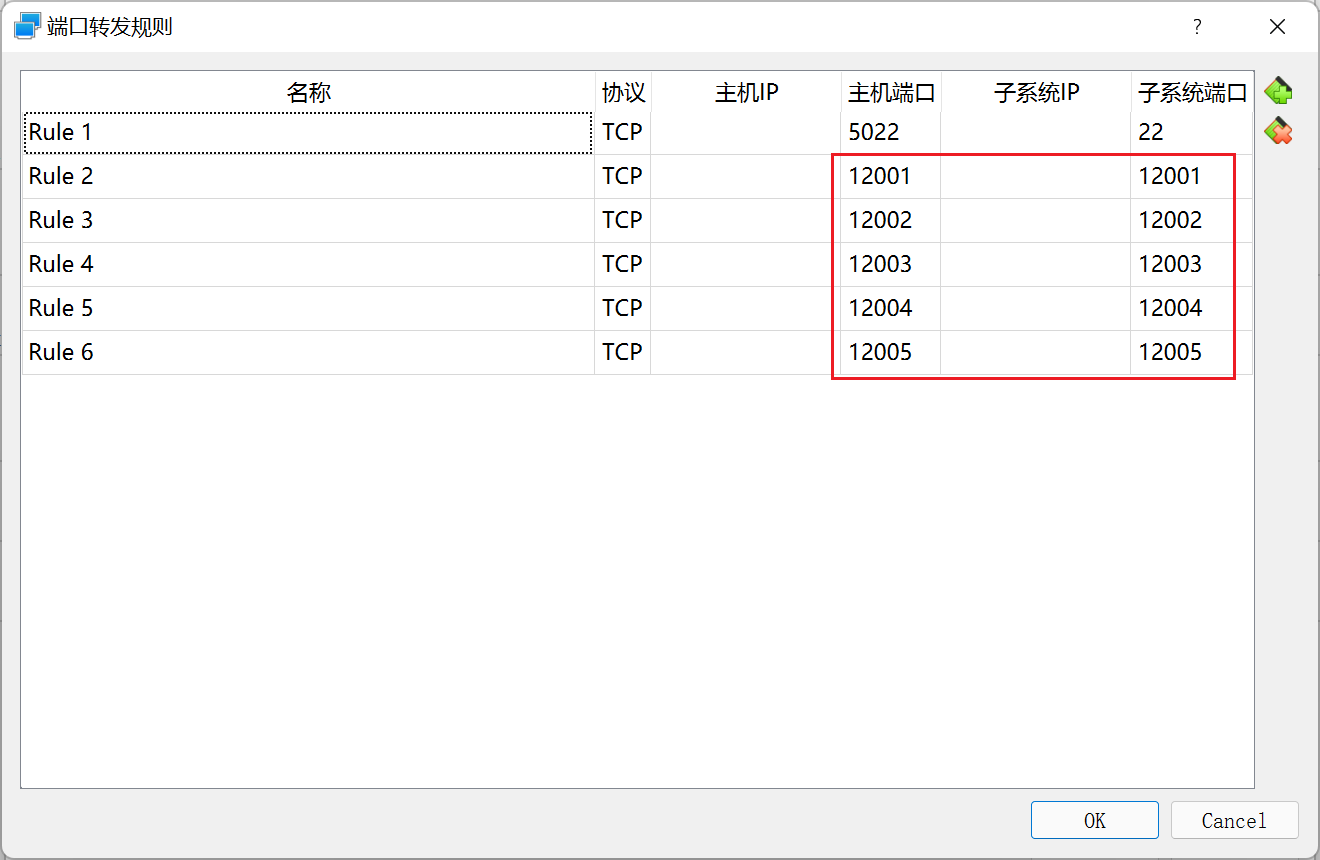 端口转发规则 ?
名称 协议 主机IP 主机端口 子系统IP 子系统端口
Rule 1 TCP 5022 22
Rule 2 TCP 12001 12001
Rule 3 TCP 12002 12002
Rule 4 TCP 12003 12003
Rule 5 TCP 12004 12004
Rule 6 TCP 12005 12005
OK Cancel